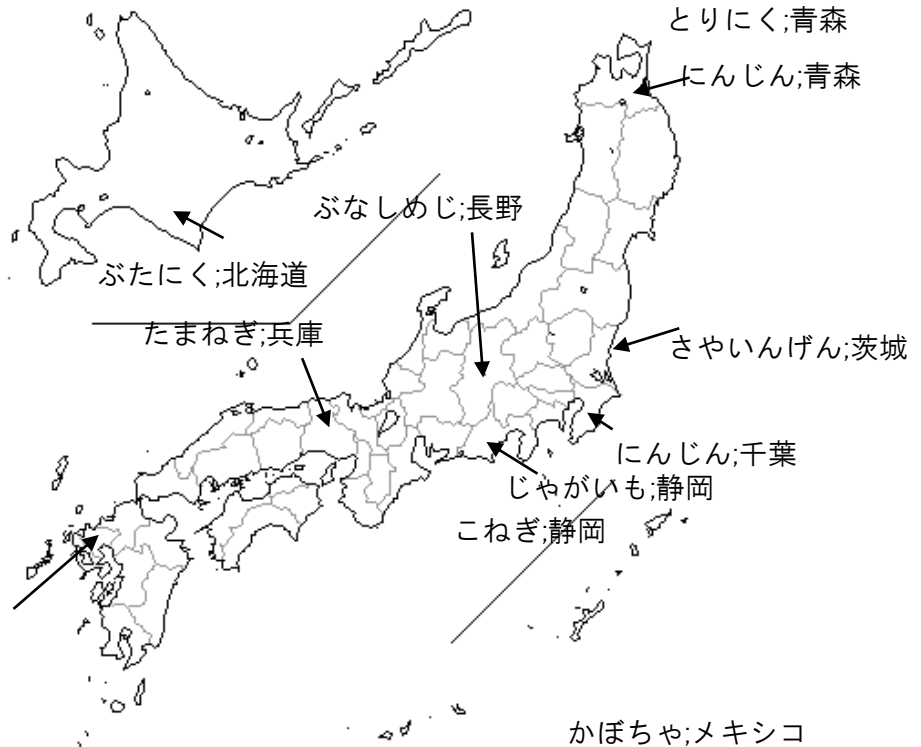 とりにく;青森
にんじん;青森
ぶなしめじ;長野
ぶたにく;北海道
たまねぎ;兵庫
さやいんげん;茨城
にんじん;千葉
じゃがいも;静岡
こねぎ;静岡
かぼちゃ;メキシコ